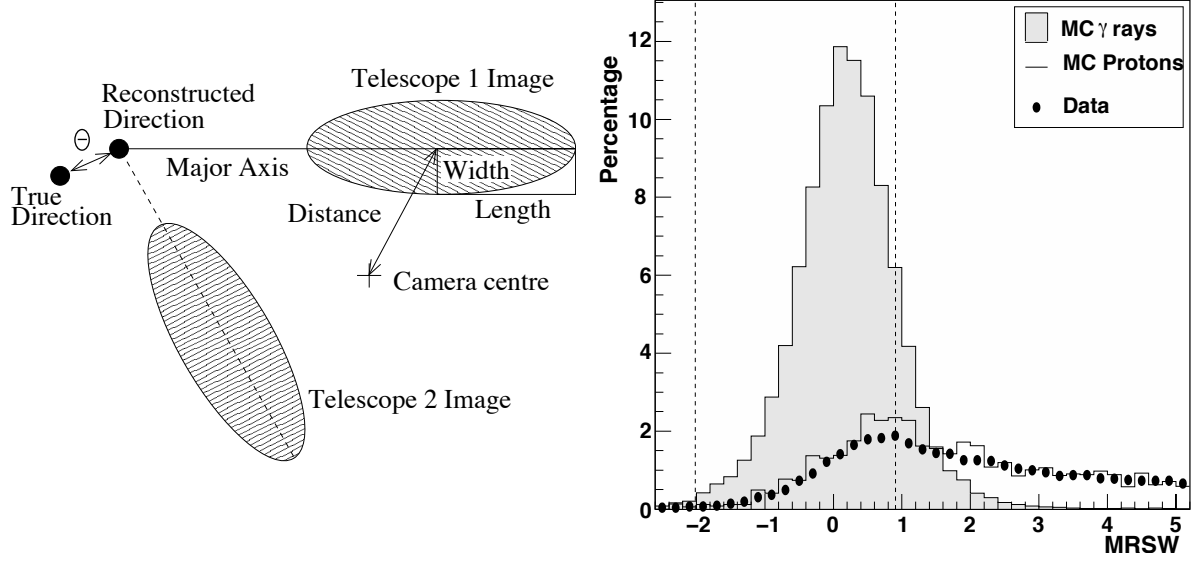 Telescope 1 Image
Reconstructed
Direction
Θ
Major Axis
Width
True
Direction
Distance
Length
Camera centre
Telescope 2 Image
Percentage
12
10
8
6
4
2
0
MC γ rays
MC Protons
Data
−2 −1 0 1 2 3 4 5
MRSW